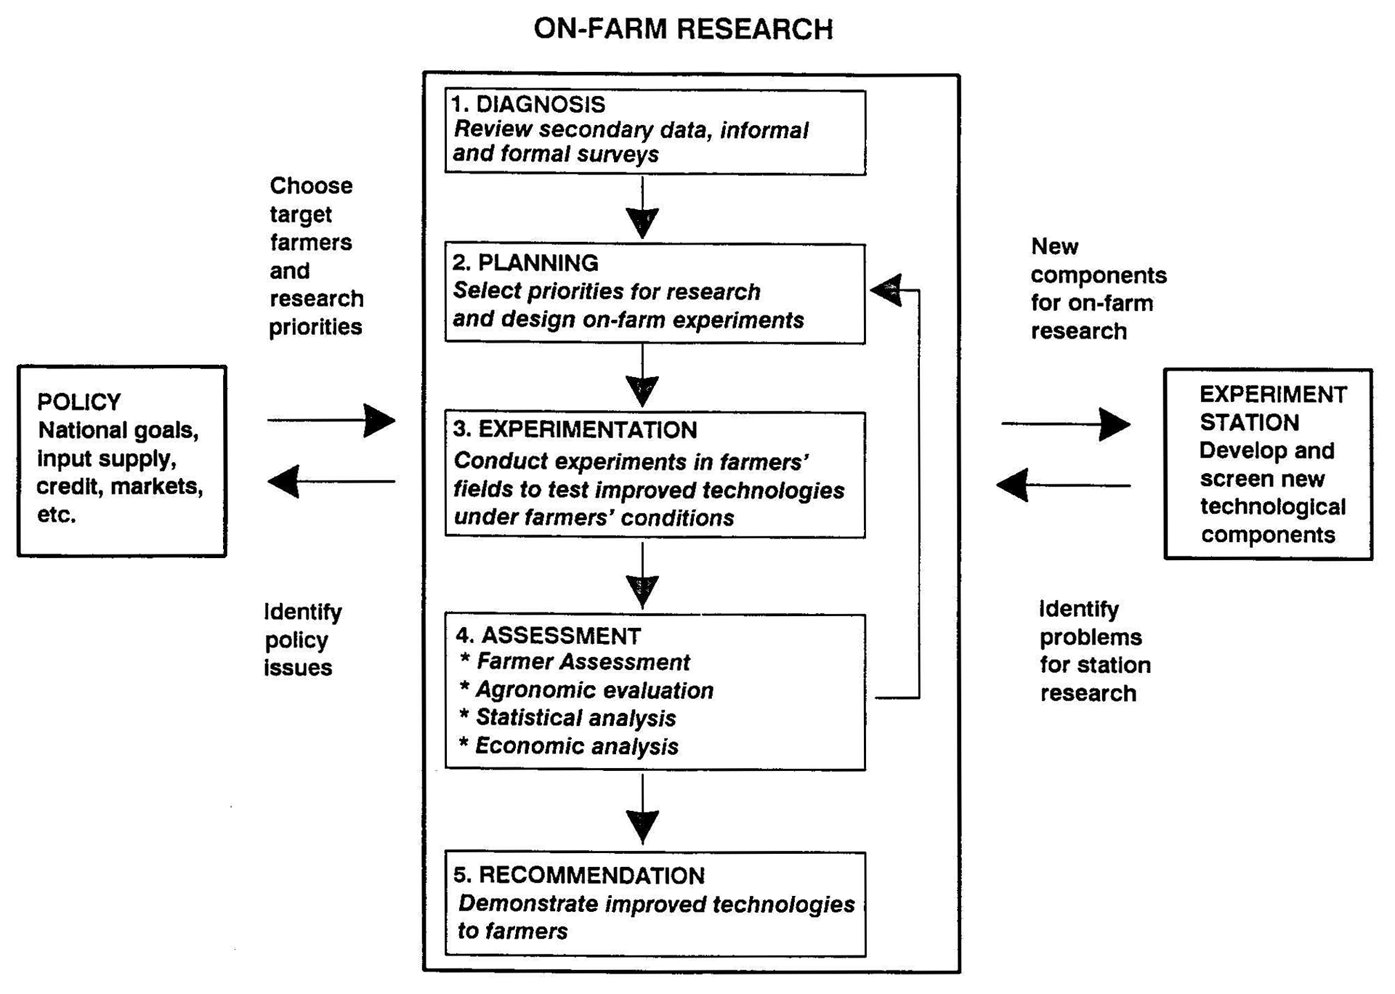 ON-FARM RESEARCH
1. DIAGNOSIS
Review secondary data, informal
and formal surveys
Choose
target
farmers
and
research
priorities
2. PLANNING
Select priorities for research
and design on-farm experiments
New
components
for on-farm
research
POLICY
National goals,
input supply,
credit, markets,
etc.
3. EXPERIMENTATION
Conduct experiments in farmers'
fields to test improved technologies
under farmers' conditions
EXPERIMENT
STATION
Develop and
screen new
technological
components
Identify
policy
issues
4. ASSESSMENT
* Farmer Assessment
* Agronomic evaluation
* Statistical analysis
* Economic analysis
Identify
problems
for station
research
5. RECOMMENDATION
Demonstrate improved technologies
to farmers